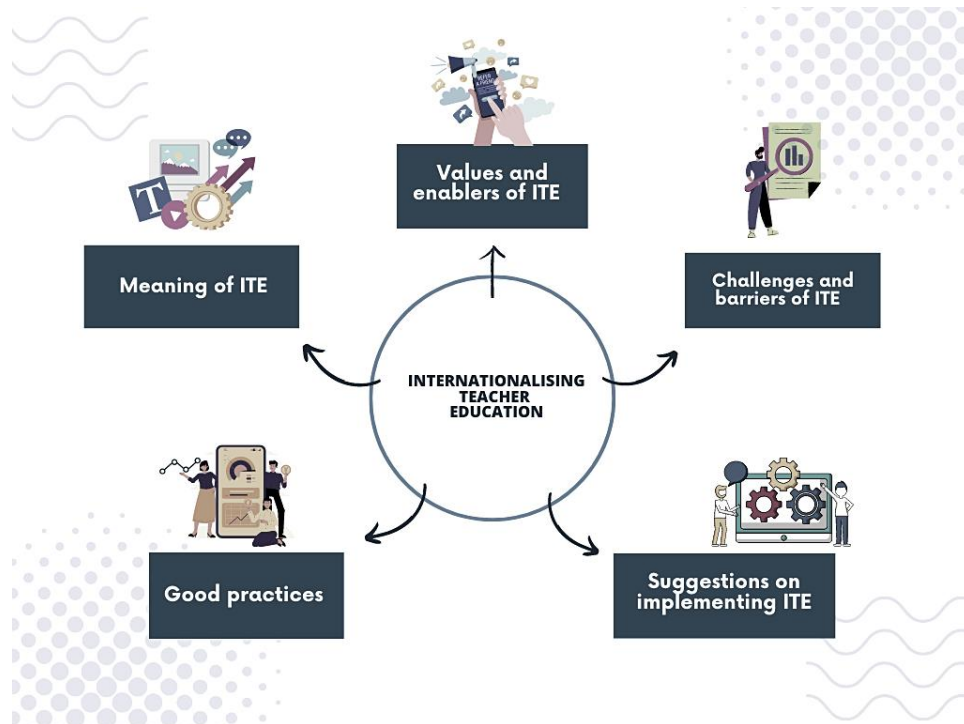 Values and
enablers of ITE
Meaning of ITE
Challenges and
barriers of ITE
INTERNATIONALISING
TEACHER
EDUCATION
Good practices
Suggestions on
implementing ITE
T